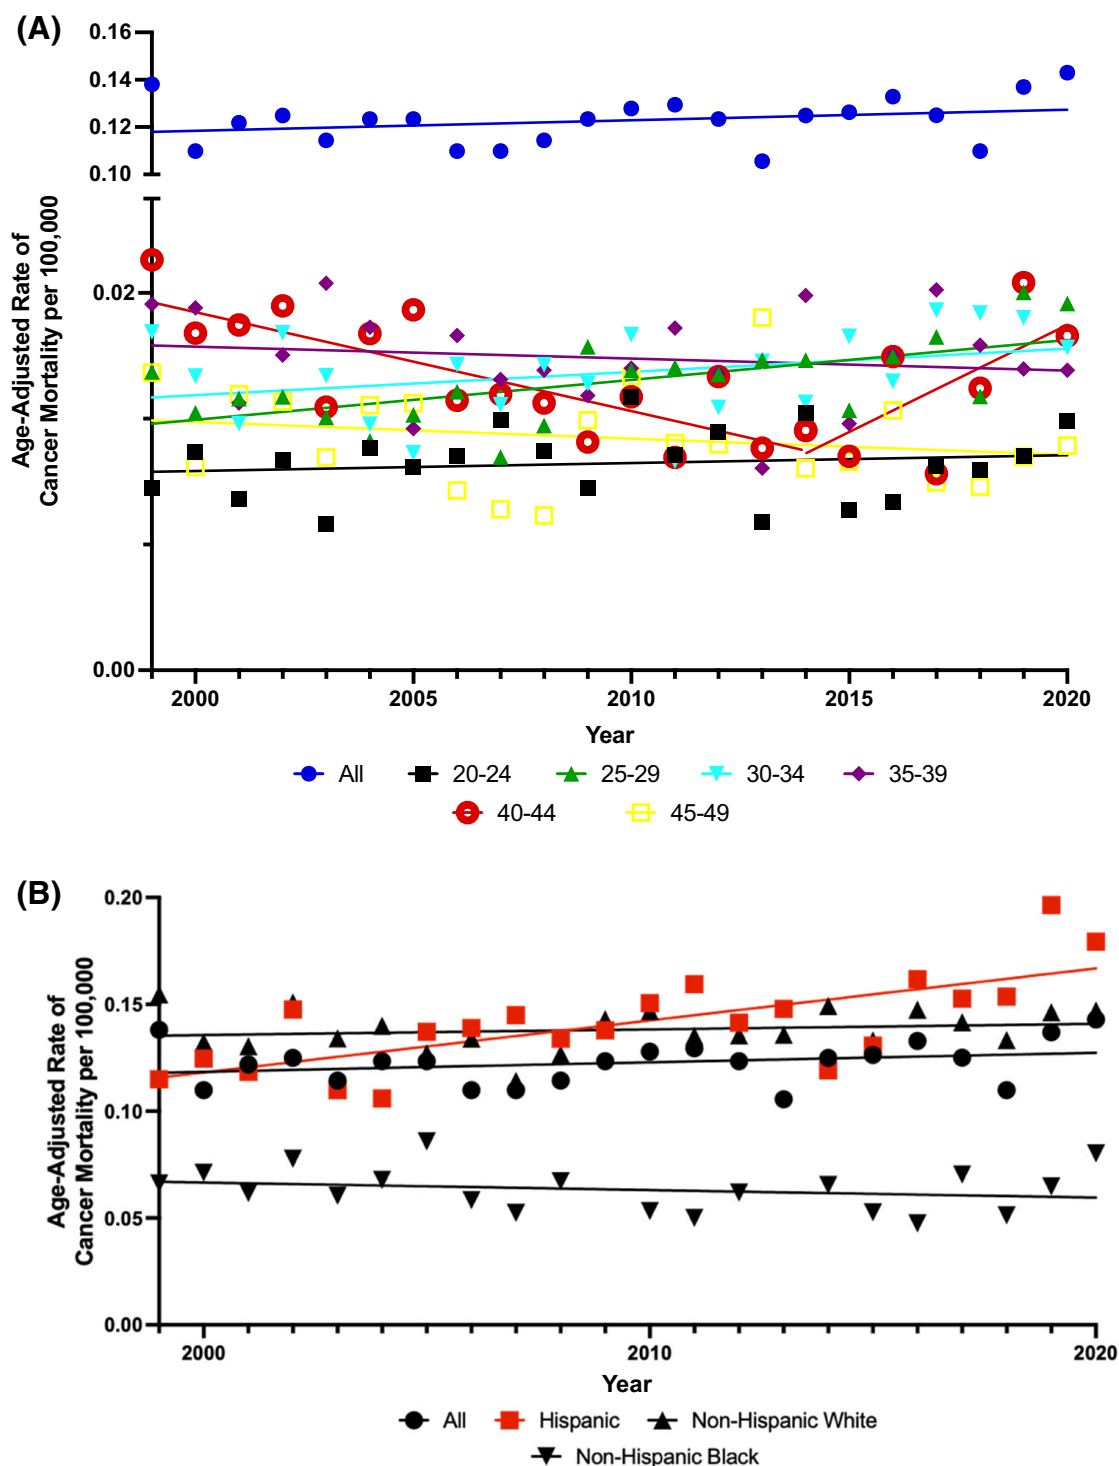 (A)
0.16
0.14
0.12
0.10
0.02
0.00
Age-Adjusted Rate of
Cancer Mortality per 100,000
2000 2005 2010 2015 2020
Year
All 20-24 25-29 30-34 35-39
40-44 45-49
(B)
0.20
0.15
0.10
0.05
0.00
Age-Adjusted Rate of
Cancer Mortality per 100,000
2000 2010 2020
Year
All Hispanic Non-Hispanic White
Non-Hispanic Black